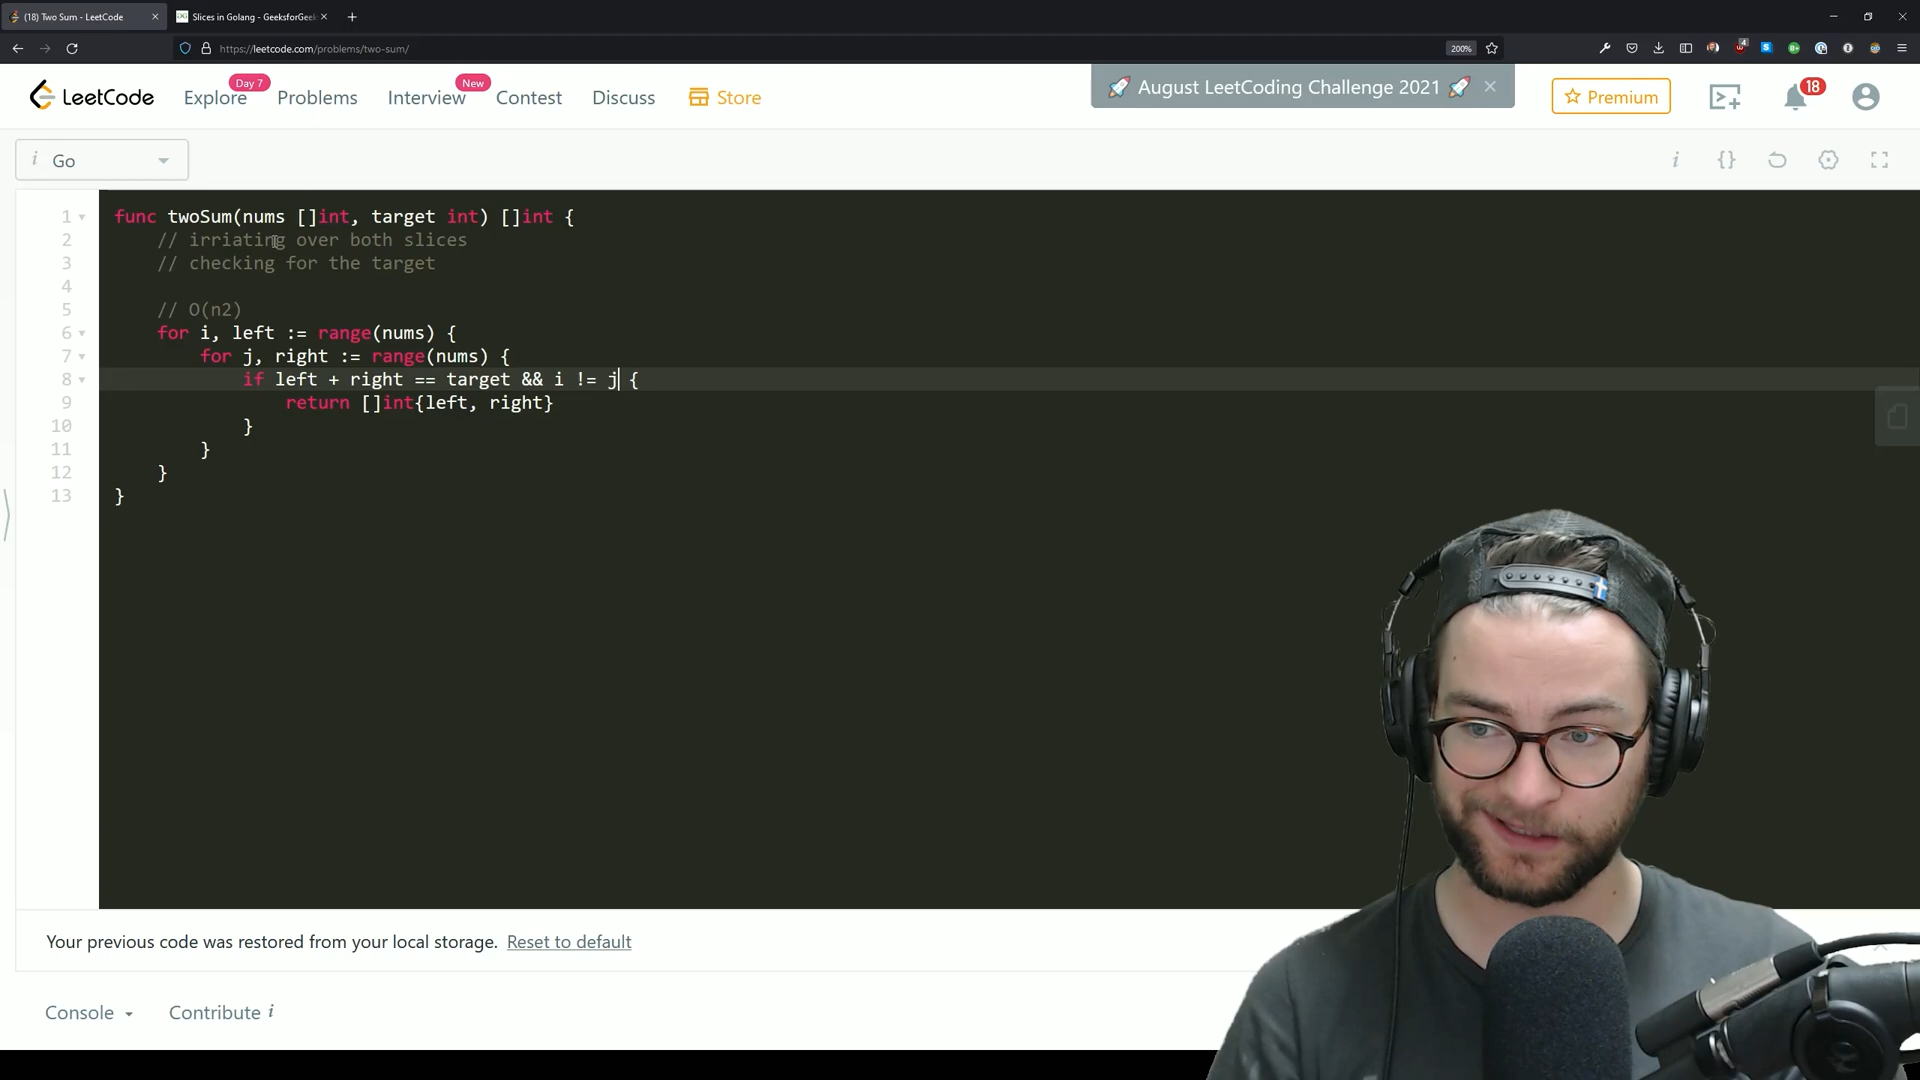 (18) Two Sum - LeetCode
Slices in Golang - GeeksforGeek
https://leetcode.com/problems/two-sum/
200%
4
LeetCode
Explore
Day 7
Problems
Interview
New
Contest
Discuss
Store
🚀 August LeetCoding Challenge 2021 🚀
Premium
18
i Go
i {}
1 func twoSum(nums []int, target int) []int {
2 // irriating over both slices
3 // checking for the target
4
5 // O(n2)
6 for i, left := range(nums) {
7 for j, right := range(nums) {
8 if left + right == target && i != j {
9 return []int{left, right}
10 }
11 }
12 }
13 }
Your previous code was restored from your local storage. Reset to default
Console
Contribute i